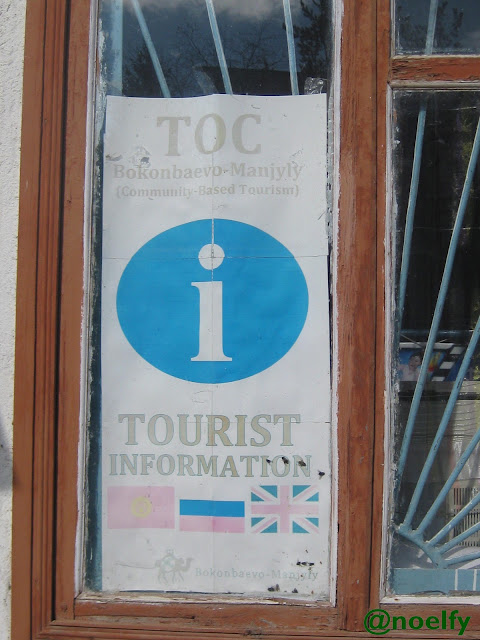 TOC
Bokonbaevo-Manjyly
(Community-Based Tourism)
i
TOURIST
INFORMATION
Bokonbaevo-Manjyly
@noelfy